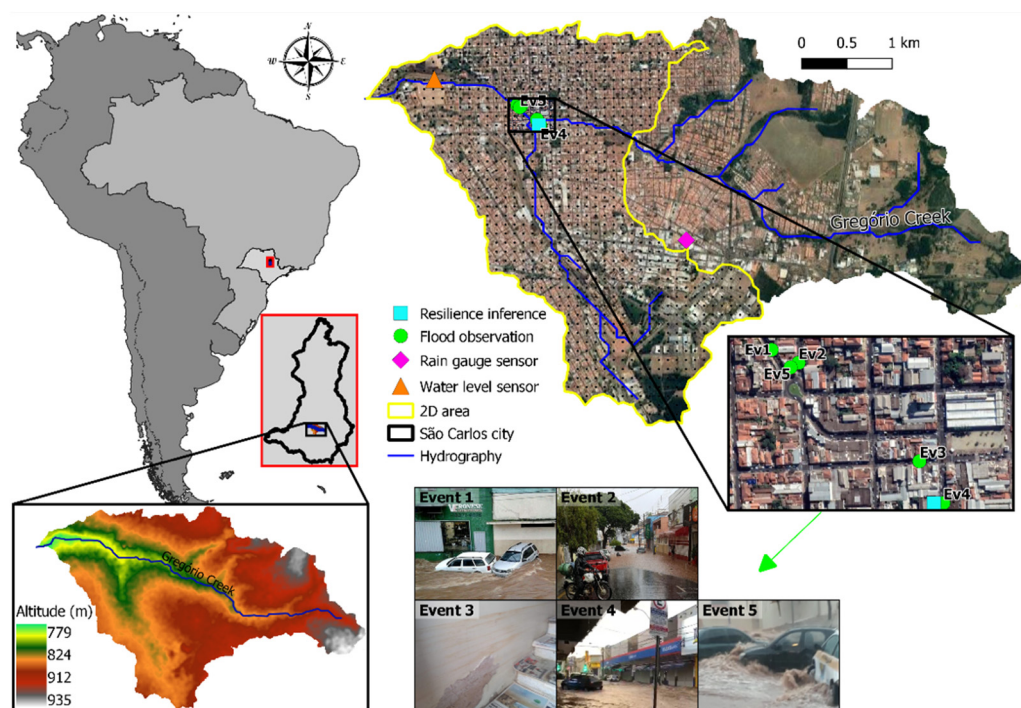 N
W
E
S
0 0.5 1 km
Ev5
Ev4
Gregório Creek
Resilience inference
Flood observation
Rain gauge sensor
Water level sensor
2D area
São Carlos city
Hydrography
Ev1
Ev2
Ev5
Ev3
Ev4
Gregório Creek
Altitude (m)
779
824
912
935
Event 1
Event 2
Event 3
Event 4
Event 5